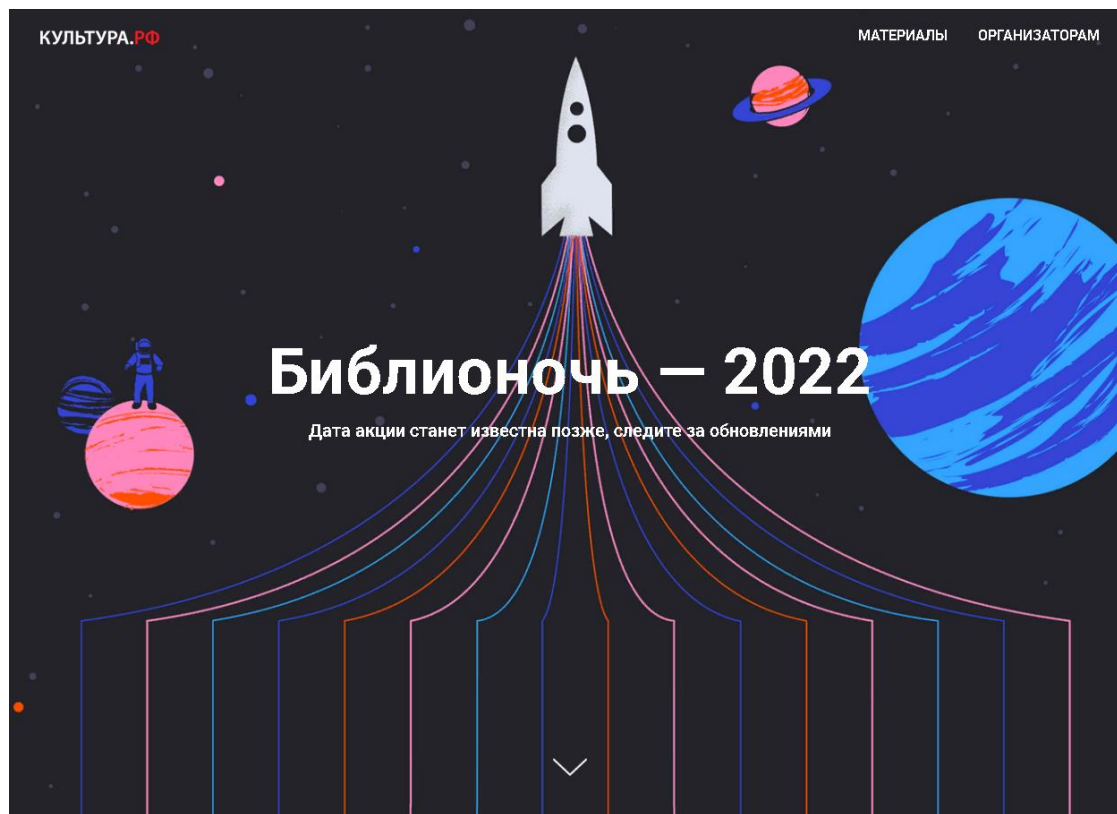 КУЛЬТУРА.РФ
МАТЕРИАЛЫ ОРГАНИЗАТОРАМ
Библионочь — 2022
Дата акции станет известна позже, следите за обновлениями